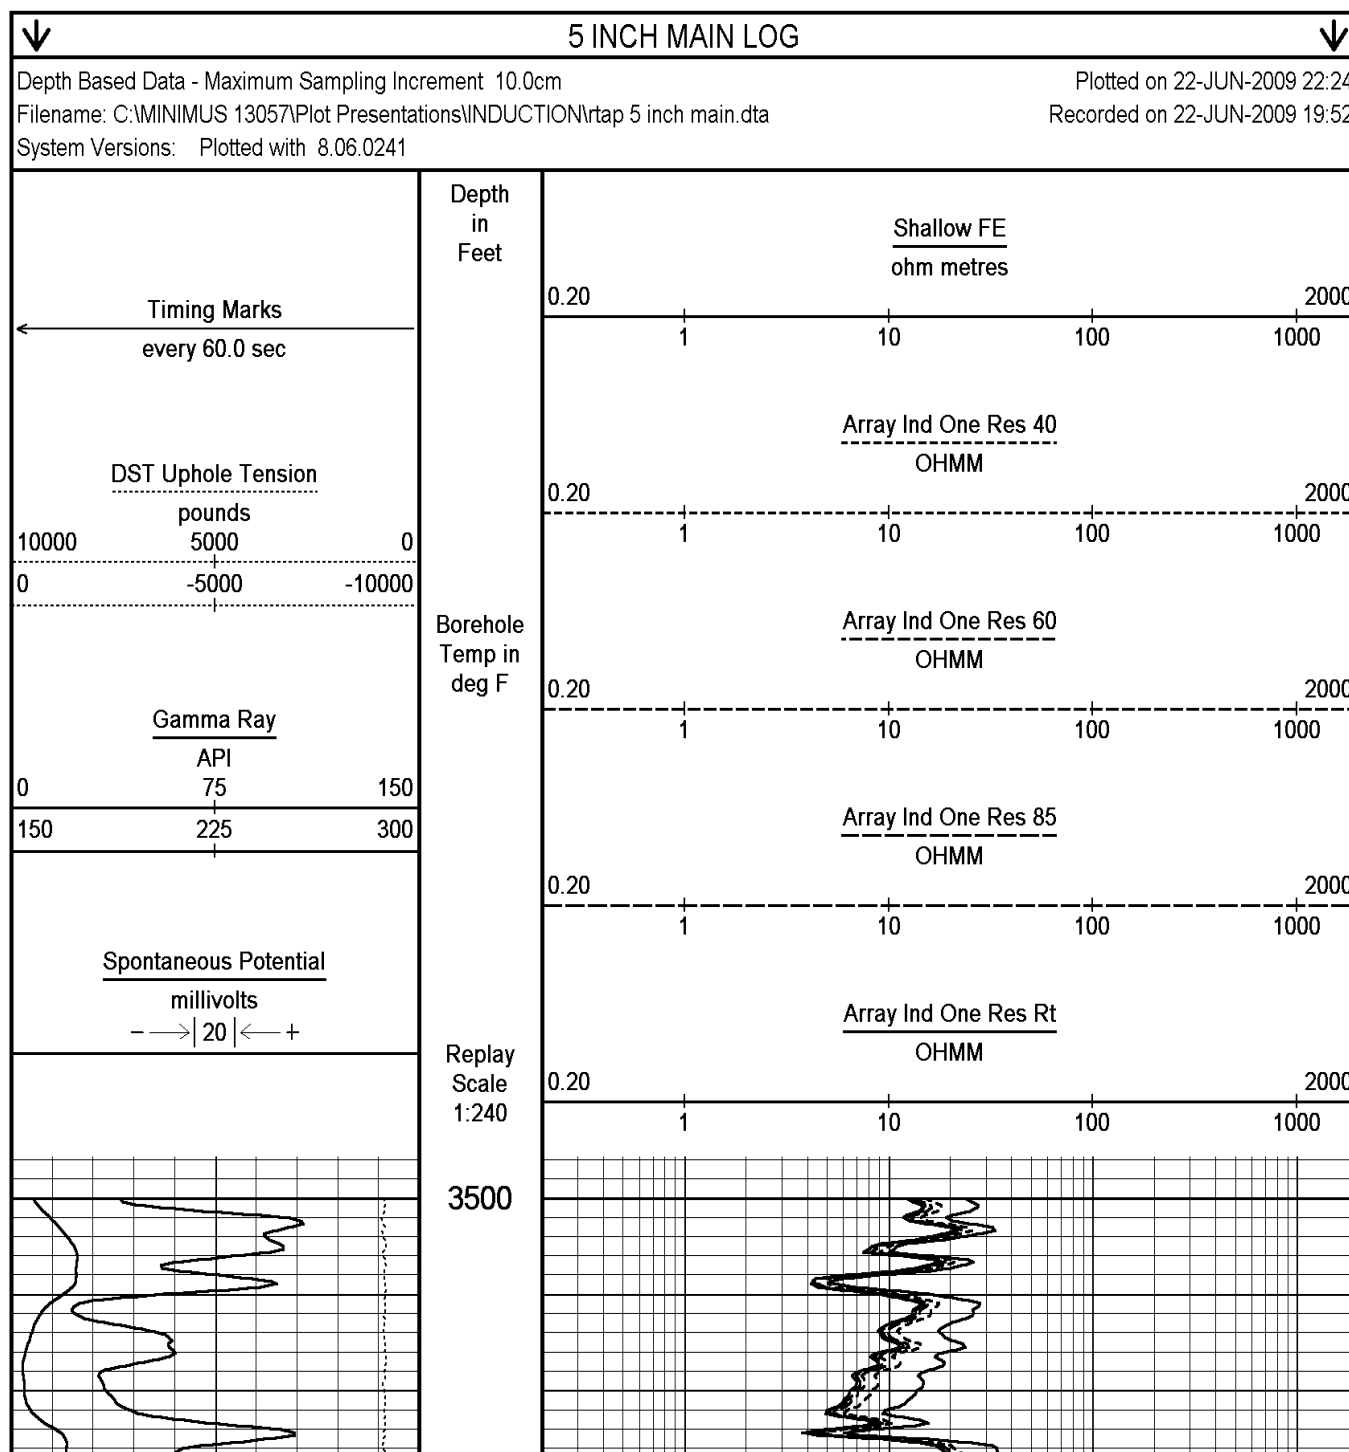 5 INCH MAIN LOG
Depth Based Data - Maximum Sampling Increment 10.0cm
Plotted on 22-JUN-2009 22:24
Filename: C:\MINIMUS 13057\Plot Presentations\INDUCTION\rtap 5 inch main.dta
Recorded on 22-JUN-2009 19:52
System Versions: Plotted with 8.06.0241
Timing Marks
every 60.0 sec
DST Uphole Tension
pounds
10000 5000 0
0 -5000 -10000
Gamma Ray
API
0 75 150
150 225 300
Spontaneous Potential
millivolts
- 20 +
Depth
in
Feet
Borehole
Temp in
deg F
Replay
Scale
1:240
3500
Shallow FE
ohm metres
0.20 2000
1 10 100 1000
Array Ind One Res 40
OHMM
0.20 2000
1 10 100 1000
Array Ind One Res 60
OHMM
0.20 2000
1 10 100 1000
Array Ind One Res 85
OHMM
0.20 2000
1 10 100 1000
Array Ind One Res Rt
OHMM
0.20 2000
1 10 100 1000